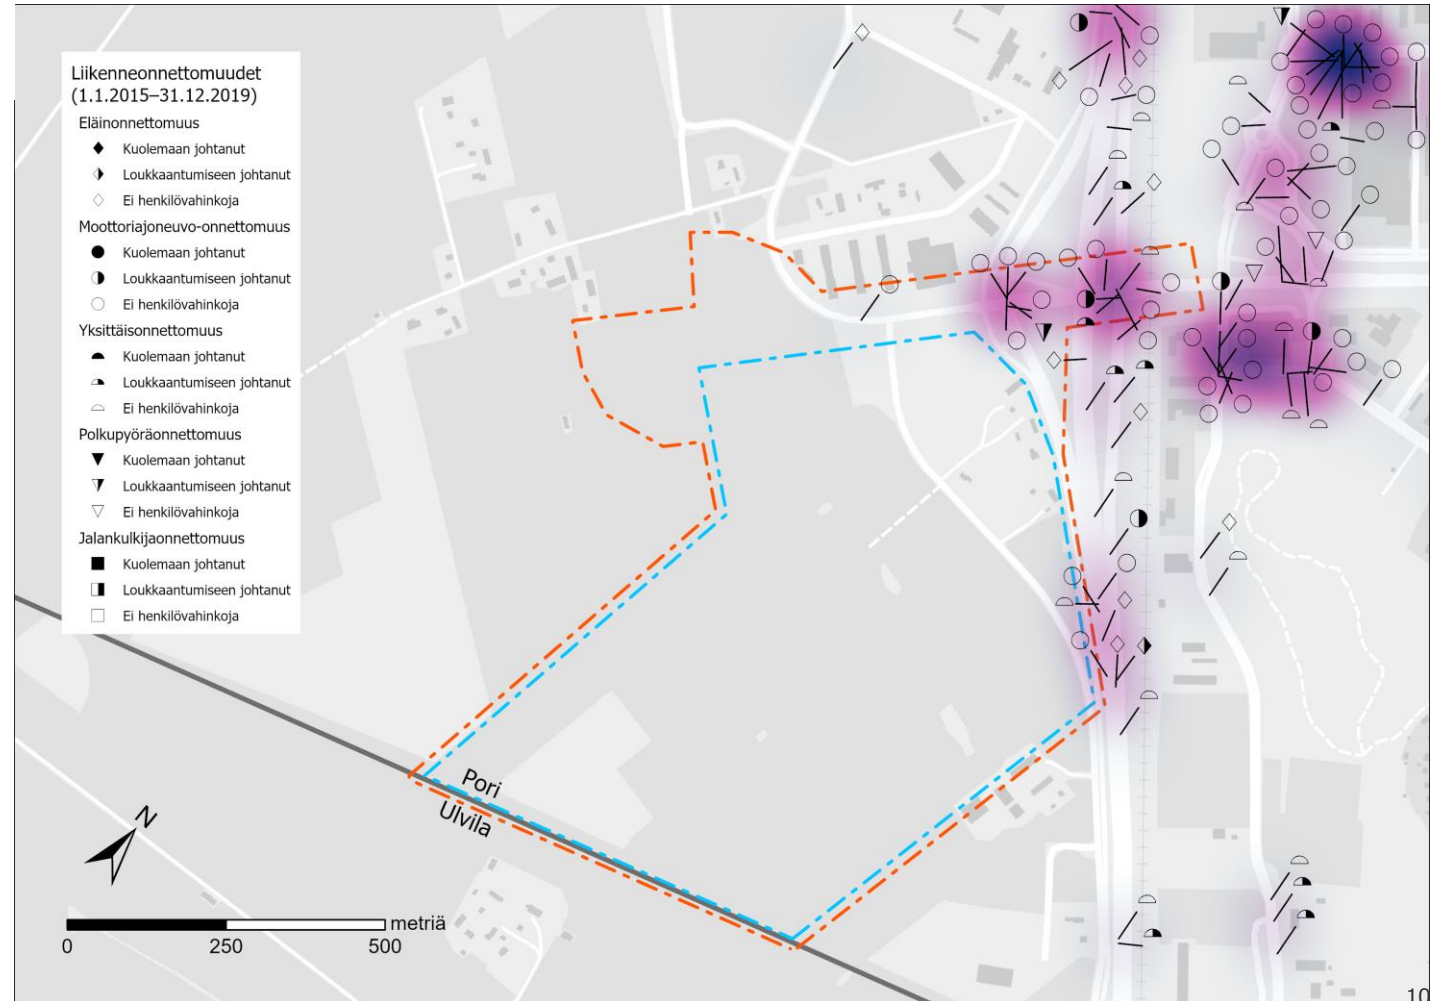 Liikenneonnettomuudet
(1.1.2015–31.12.2019)
Eläinonnettomuus
Kuolemaan johtanut
Loukkaantumiseen johtanut
Ei henkilövahinkoja
Moottoriajoneuvo-onnettomuus
Kuolemaan johtanut
Loukkaantumiseen johtanut
Ei henkilövahinkoja
Yksittäisonnettomuus
Kuolemaan johtanut
Loukkaantumiseen johtanut
Ei henkilövahinkoja
Polkupyöräonnettomuus
Kuolemaan johtanut
Loukkaantumiseen johtanut
Ei henkilövahinkoja
Jalankulkijaonnettomuus
Kuolemaan johtanut
Loukkaantumiseen johtanut
Ei henkilövahinkoja
Pori
Ulvila
N
metriä
0 250 500
10